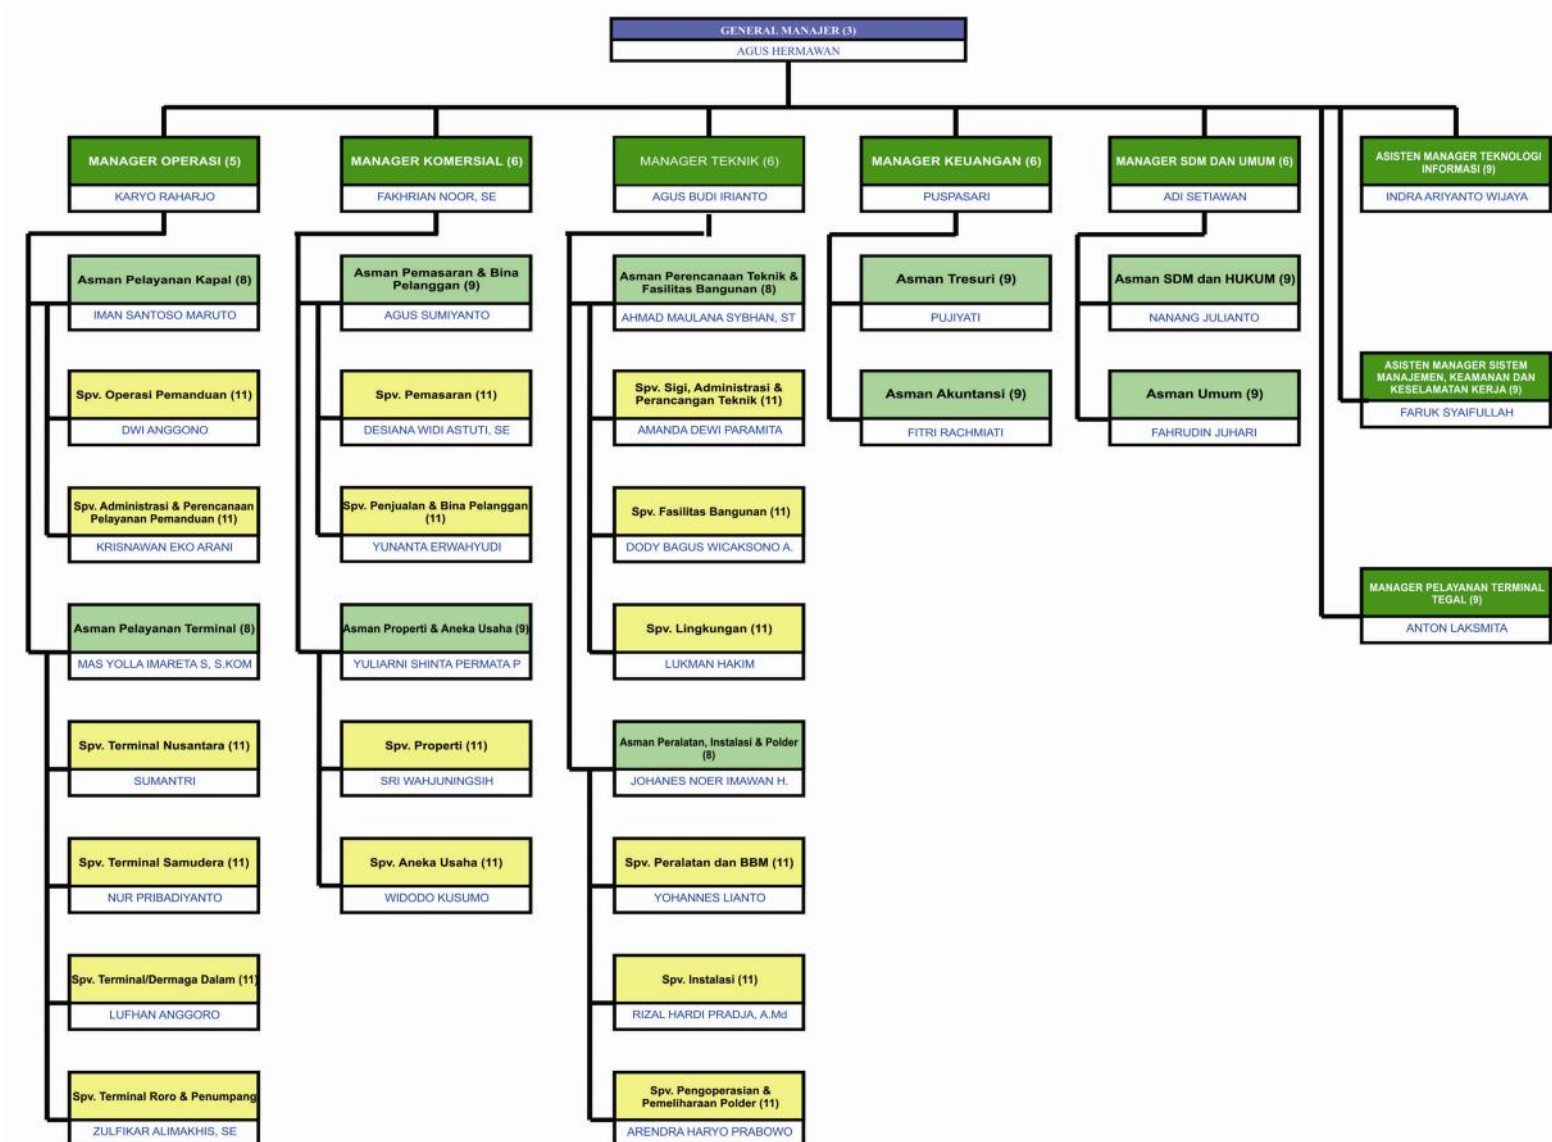 GENERAL MANAJER (3)
AGUS HERMAWAN
MANAGER OPERASI (5)
KARYO RAHARJO
MANAGER KOMERSIAL (6)
FAKHRIAN NOOR, SE
MANAGER TEKNIK (6)
AGUS BUDI IRIANTO
MANAGER KEUANGAN (6)
PUSPASARI
MANAGER SDM DAN UMUM (6)
ADI SETIAWAN
ASISTEN MANAGER TEKNOLOGI
INFORMASI (9)
INDRA ARIYANTO WIJAYA
Asman Pelayanan Kapal (8)
IMAN SANTOSO MARUTO
Spv. Operasi Pemanduan (11)
DWI ANGGONO
Spv. Administrasi & Perencanaan
Pelayanan Pemanduan (11)
KRISNAWAN EKO ARANI
Asman Pelayanan Terminal (8)
MAS YOLLA IMARETA S, S.KOM
Spv. Terminal Nusantara (11)
SUMANTRI
Spv. Terminal Samudera (11)
NUR PRIBADIYANTO
Spv. Terminal/Dermaga Dalam (11)
LUFHAN ANGGORO
Spv. Terminal Roro & Penumpang
ZULFIKAR ALIMAKHIS, SE
Asman Pemasaran & Bina
Pelanggan (9)
AGUS SUMIYANTO
Spv. Pemasaran (11)
DESIANA WIDI ASTUTI, SE
Spv. Penjualan & Bina Pelanggan
(11)
YUNANTA ERWAHYUDI
Asman Properti & Aneka Usaha (9)
YULIARNI SHINTA PERMATA P
Spv. Properti (11)
SRI WAHJUNINGSIH
Spv. Aneka Usaha (11)
WIDODO KUSUMO
Asman Perencanaan Teknik &
Fasilitas Bangunan (8)
AHMAD MAULANA SYBHAN, ST
Spv. Sigi, Administrasi &
Perancangan Teknik (11)
AMANDA DEWI PARAMITA
Spv. Fasilitas Bangunan (11)
DODY BAGUS WICAKSONO A.
Spv. Lingkungan (11)
LUKMAN HAKIM
Asman Peralatan, Instalasi & Polder
(8)
JOHANES NOER IMAWAN H.
Spv. Peralatan dan BBM (11)
YOHANNES LIANTO
Spv. Instalasi (11)
RIZAL HARDI PRADJA, A.Md
Spv. Pengoperasian &
Pemeliharaan Polder (11)
ARENDRA HARYO PRABOWO
Asman Tresuri (9)
PUJIYATI
Asman Akuntansi (9)
FITRI RACHMIATI
Asman SDM dan HUKUM (9)
NANANG JULIANTO
Asman Umum (9)
FAHRUDIN JUHARI
ASISTEN MANAGER SISTEM
MANAJEMEN, KEAMANAN DAN
KESELAMATAN KERJA (9)
FARUK SYAIFULLAH
MANAGER PELAYANAN TERMINAL
TEGAL (9)
ANTON LAKSMITA